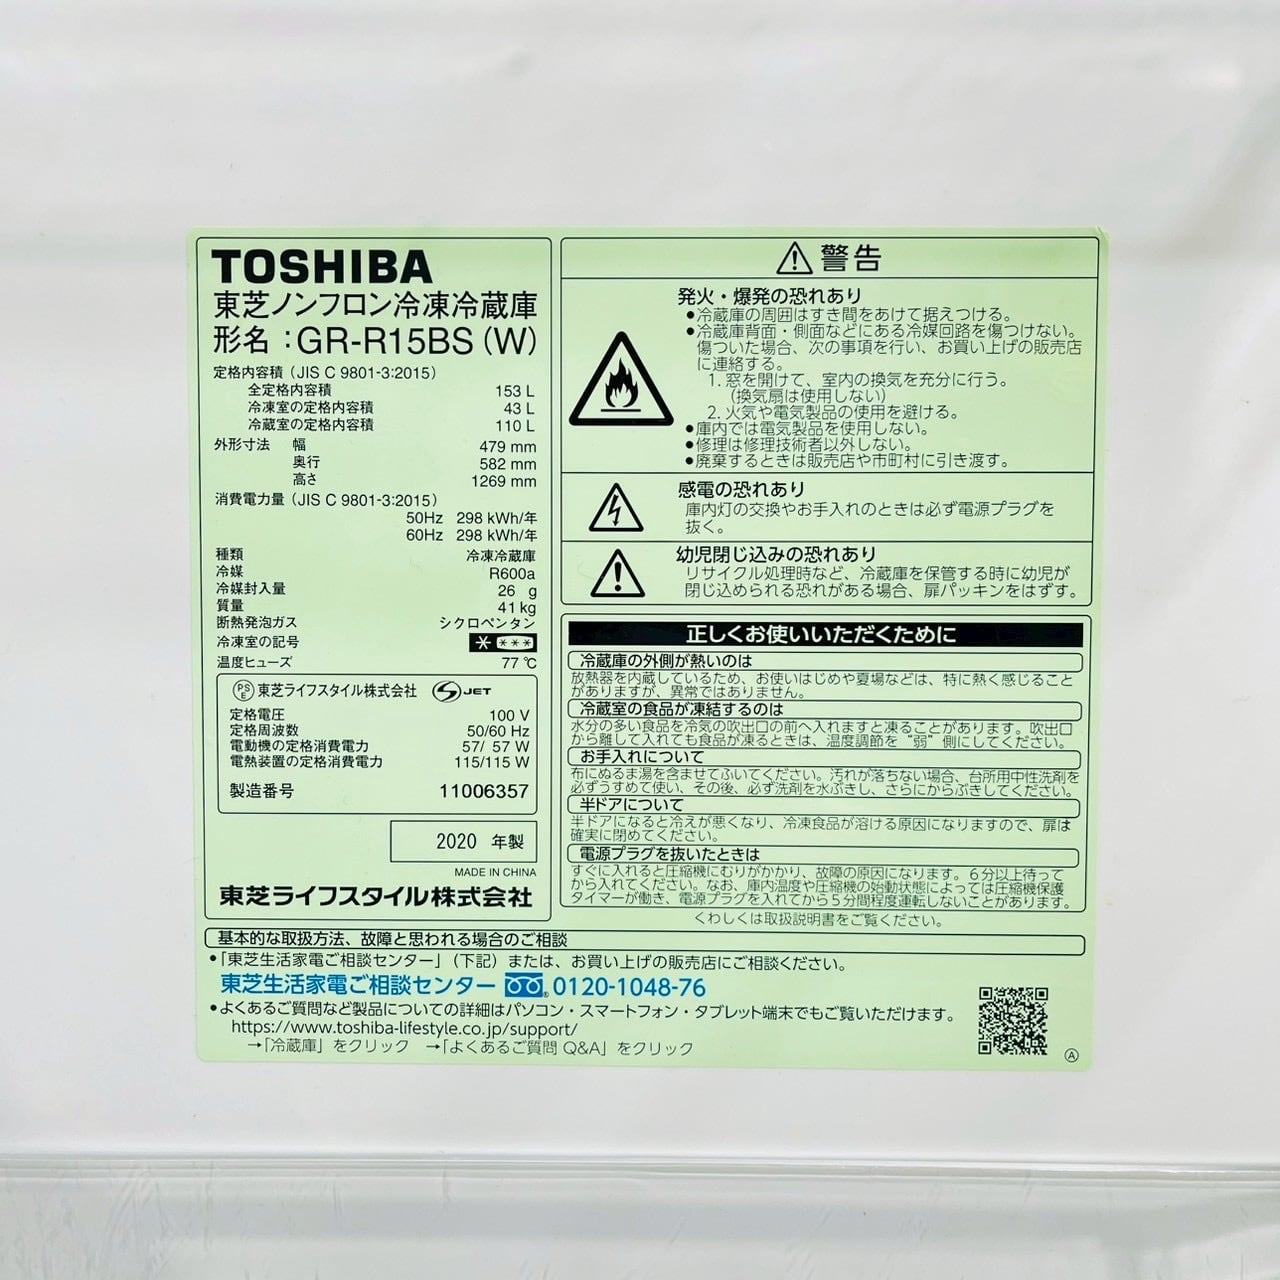 TOSHIBA
東芝ノンフロン冷凍冷蔵庫
形名：GR-R15BS (W)
定格内容積（JIS C 9801-3:2015）
全定格内容積 153 L
冷凍室の定格内容積 43 L
冷蔵室の定格内容積 110 L
外形寸法 幅 479 mm
奥行 582 mm
高さ 1269 mm
消費電力量（JIS C 9801-3:2015）
50Hz 298 kWh/年
60Hz 298 kWh/年
種類 冷凍冷蔵庫
冷媒 R600a
冷媒封入量 26 g
質量 41 kg
断熱発泡ガス シクロペンタン
冷凍室の記号
温度ヒューズ 77 ℃
PS E 東芝ライフスタイル株式会社 JET
定格電圧 100 V
定格周波数 50/60 Hz
電動機の定格消費電力 57/ 57 W
電熱装置の定格消費電力 115/115 W
製造番号 11006357
2020 年製
MADE IN CHINA
東芝ライフスタイル株式会社
警告
発火・爆発の恐れあり
●冷蔵庫の周囲はすき間をあけて据えつける。
●冷蔵庫背面・側面などにある冷媒回路を傷つけない。
傷ついた場合、次の事項を行い、お買い上げの販売店
に連絡する。
1. 窓を開けて、室内の換気を充分に行う。
（換気扇は使用しない）
2. 火気や電気製品の使用を避ける。
●庫内では電気製品を使用しない。
●修理は修理技術者以外しない。
●廃棄するときは販売店や市町村に引き渡す。
感電の恐れあり
庫内灯の交換やお手入れのときは必ず電源プラグを
抜く。
幼児閉じ込みの恐れあり
リサイクル処理時など、冷蔵庫を保管する時に幼児が
閉じ込められる恐れがある場合、扉パッキンをはずす。
正しくお使いいただくために
冷蔵庫の外側が熱いのは
放熱器を内蔵しているため、お使いはじめや夏場などは、特に熱く感じること
がありますが、異常ではありません。
冷蔵室の食品が凍結するのは
水分の多い食品を冷気の吹出口の前へ入れますと凍ることがあります。吹出口
から離して入れても食品が凍るときは、温度調節を“弱”側にしてください。
お手入れについて
布にぬるま湯を含ませてふいてください。汚れが落ちない場合、台所用中性洗剤を
必ずうすめて使い、その後、必ず洗剤を水ぶきし、さらにからぶきしてください。
半ドアについて
半ドアになると冷えが悪くなり、冷凍食品が溶ける原因になりますので、扉は
確実に閉めてください。
電源プラグを抜いたときは
すぐに入れると圧縮機にむりがかかり、故障の原因になります。６分以上待って
から入れてください。なお、庫内温度や圧縮機の始動状態によっては圧縮機保護
タイマーが働き、電源プラグを入れてから５分間程度運転しないことがあります。
くわしくは取扱説明書をご覧ください。
基本的な取扱方法、故障と思われる場合のご相談
●「東芝生活家電ご相談センター」（下記）または、お買い上げの販売店にご相談ください。
東芝生活家電ご相談センター 0120-1048-76
●よくあるご質問など製品についての詳細はパソコン・スマートフォン・タブレット端末でもご覧いただけます。
https://www.toshiba-lifestyle.co.jp/support/
→「冷蔵庫」をクリック →「よくあるご質問 Q&A」をクリック
Ⓐ